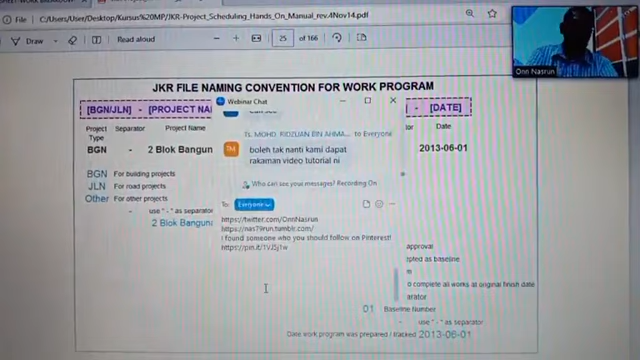 File | C:/Users/User/Desktop/Kursus%20MP/JKR-Project_Scheduling_Hands_On_Manual_rev.4Nov14.pdf
Draw Read aloud 25 of 166
Onn Nasrun
JKR FILE NAMING CONVENTION FOR WORK PROGRAM
[BGN/JLN] - [PROJECT NA
- [DATE]
Webinar Chat
Project Type Separator Project Name
Date
BGN - 2 Blok Bangun
2013-06-01
TL. MOHD. RIDZUAN BIN AHMA... to Everyone
TM
boleh tak nanti kami dapat
rakaman video tutorial ni
BGN For building projects
JLN For road projects
Other For other projects
Who can see your messages? Recording On
To: Everyone
- use "-" as separator
2 Blok Banguna
https://twitter.com/OnnNasrun
https://nas79run.tumblr.com/
I found someone who you should follow on Pinterest!
approval
pted as baseline
d complete all works at original finish date
arator
01 Baseline Number
- use "-" as separator
Date work program was prepared / tracked 2013-06-01